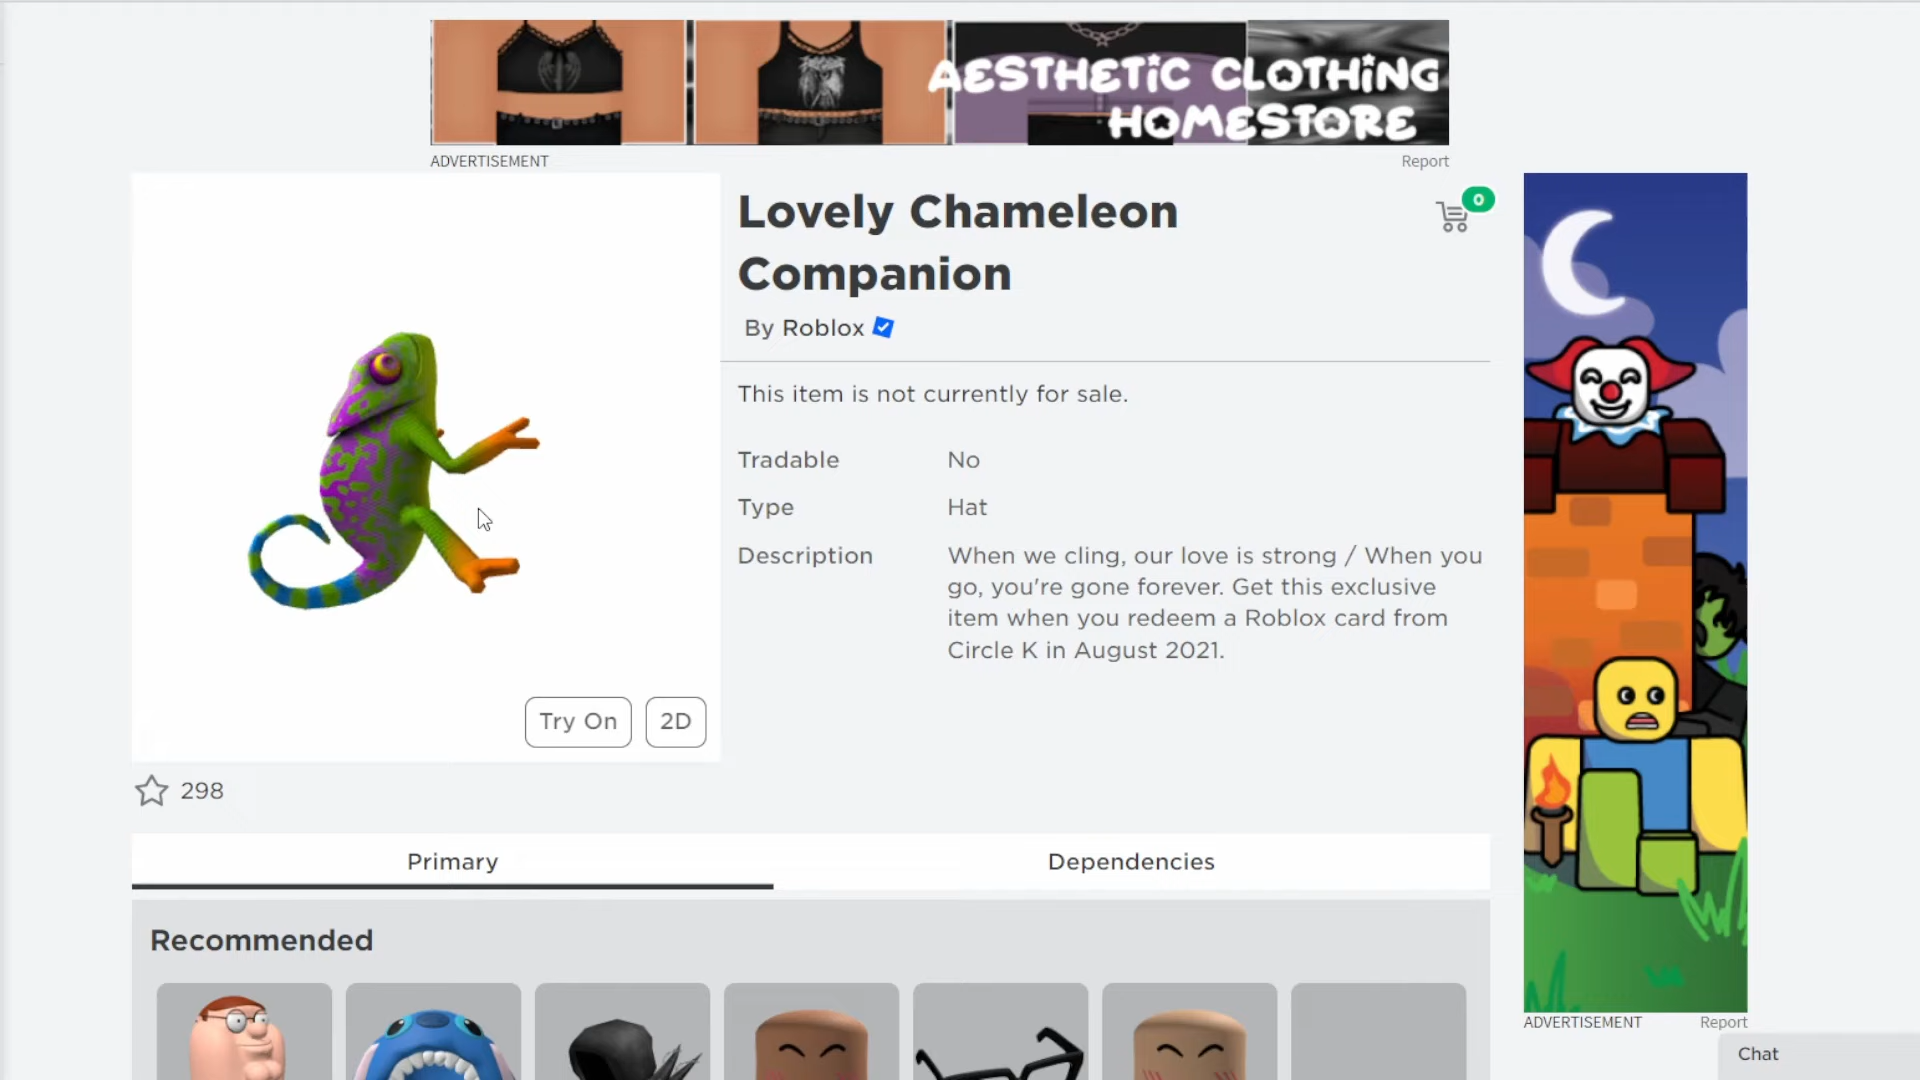 AESTHETIC CLOTHING
HOMESTORE
ADVERTISEMENT
Report
Lovely Chameleon
Companion
0
By Roblox
This item is not currently for sale.
Tradable No
Type Hat
Description When we cling, our love is strong / When you
go, you're gone forever. Get this exclusive
item when you redeem a Roblox card from
Circle K in August 2021.
Try On
2D
298
Primary
Dependencies
Recommended
ADVERTISEMENT
Report
Chat